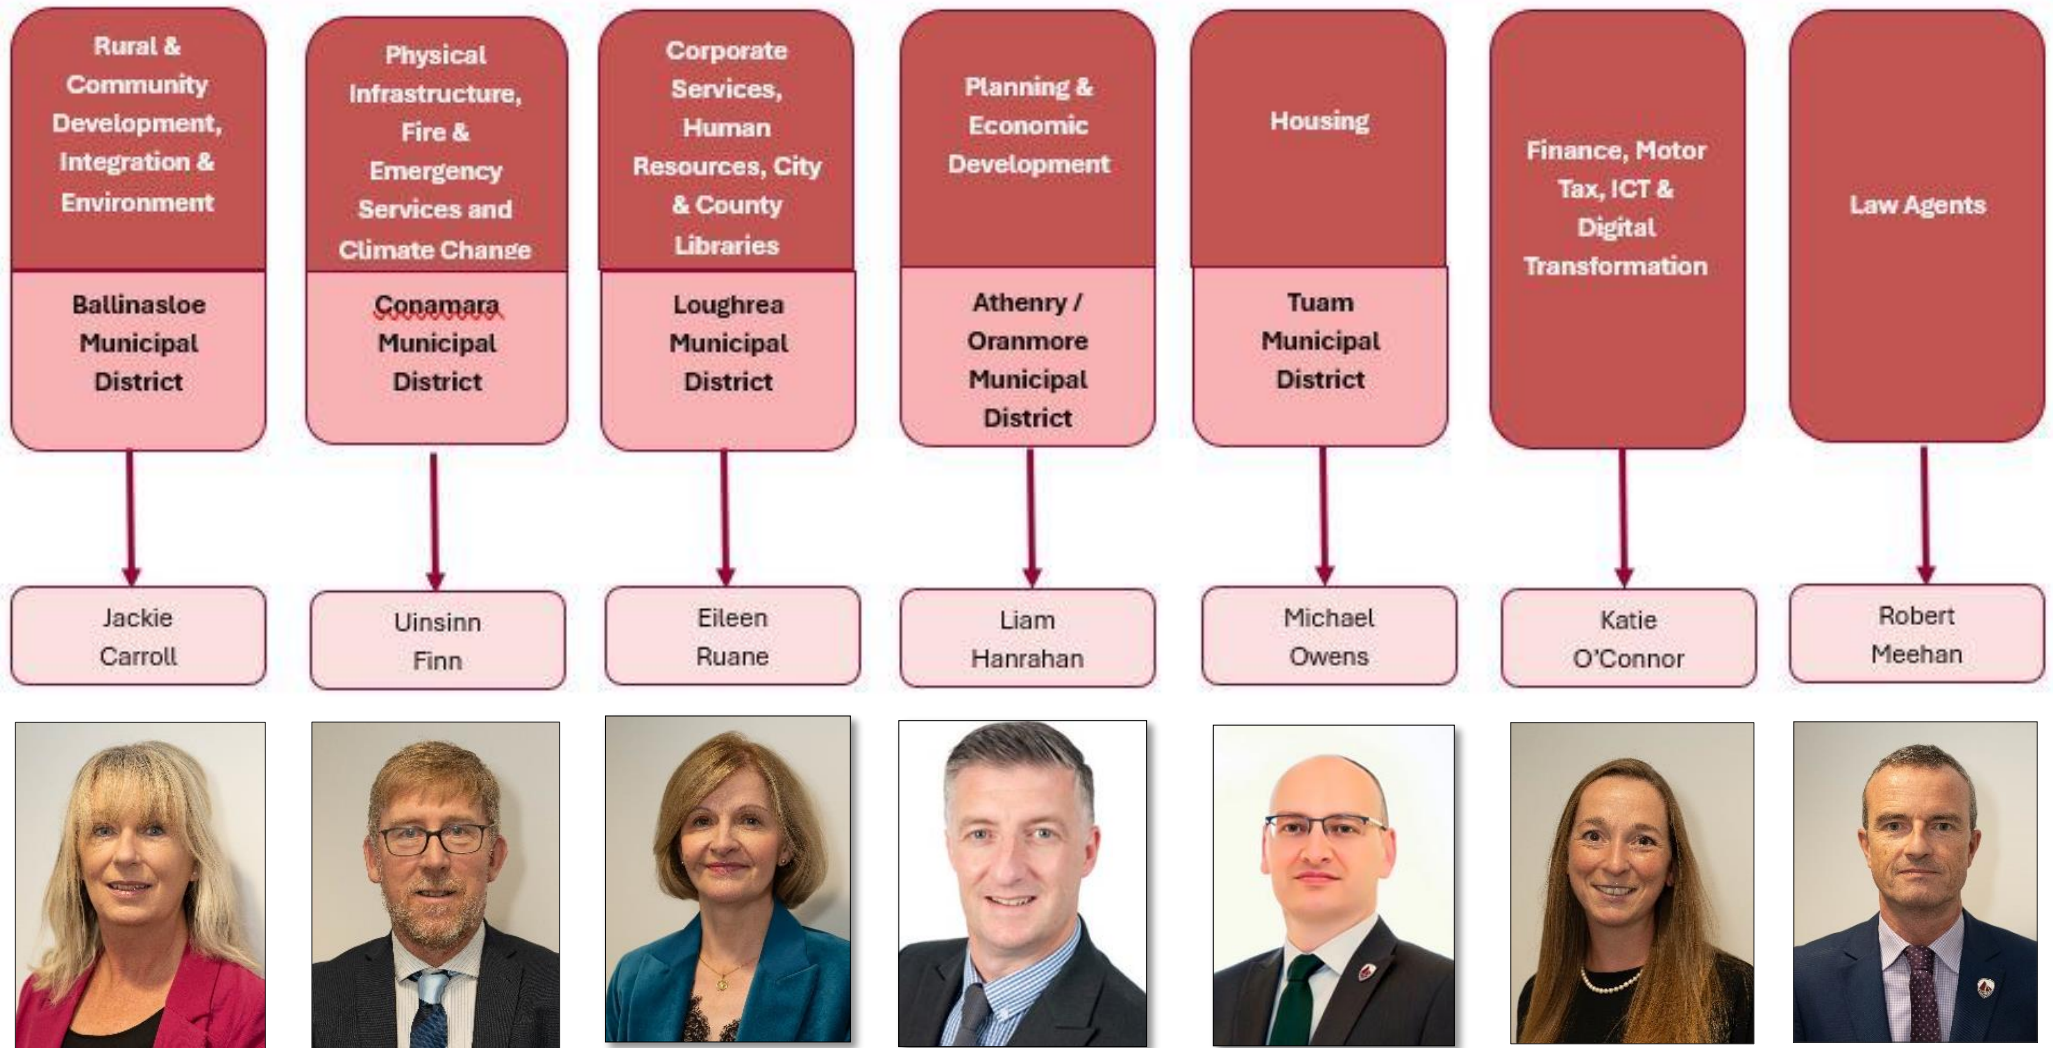 Rural &
Community
Development,
Integration &
Environment
Ballinasloe
Municipal
District
Jackie
Carroll
Physical
Infrastructure,
Fire &
Emergency
Services and
Climate Change
Conamara
Municipal
District
Uinsinn
Finn
Corporate
Services,
Human
Resources, City
& County
Libraries
Loughrea
Municipal
District
Eileen
Ruane
Planning &
Economic
Development
Athenry /
Oranmore
Municipal
District
Liam
Hanrahan
Housing
Tuam
Municipal
District
Michael
Owens
Finance, Motor
Tax, ICT &
Digital
Transformation
Katie
O'Connor
Law Agents
Robert
Meehan